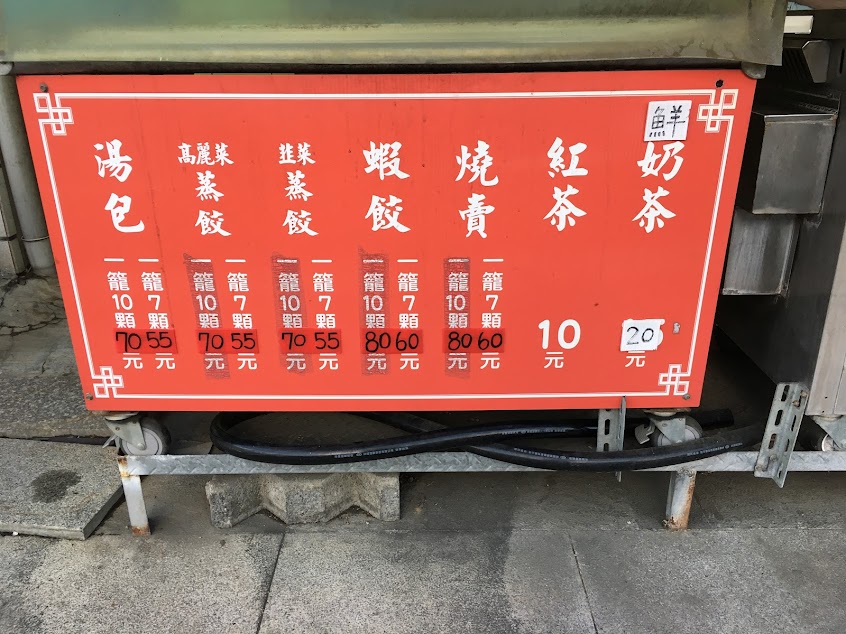 鮮奶茶
20元
紅茶
10元
燒賣
一籠7顆60元
一籠10顆80元
蝦餃
一籠7顆60元
一籠10顆80元
韭菜蒸餃
一籠7顆55元
一籠10顆70元
高麗菜蒸餃
一籠7顆55元
一籠10顆70元
湯包
一籠7顆55元
一籠10顆70元